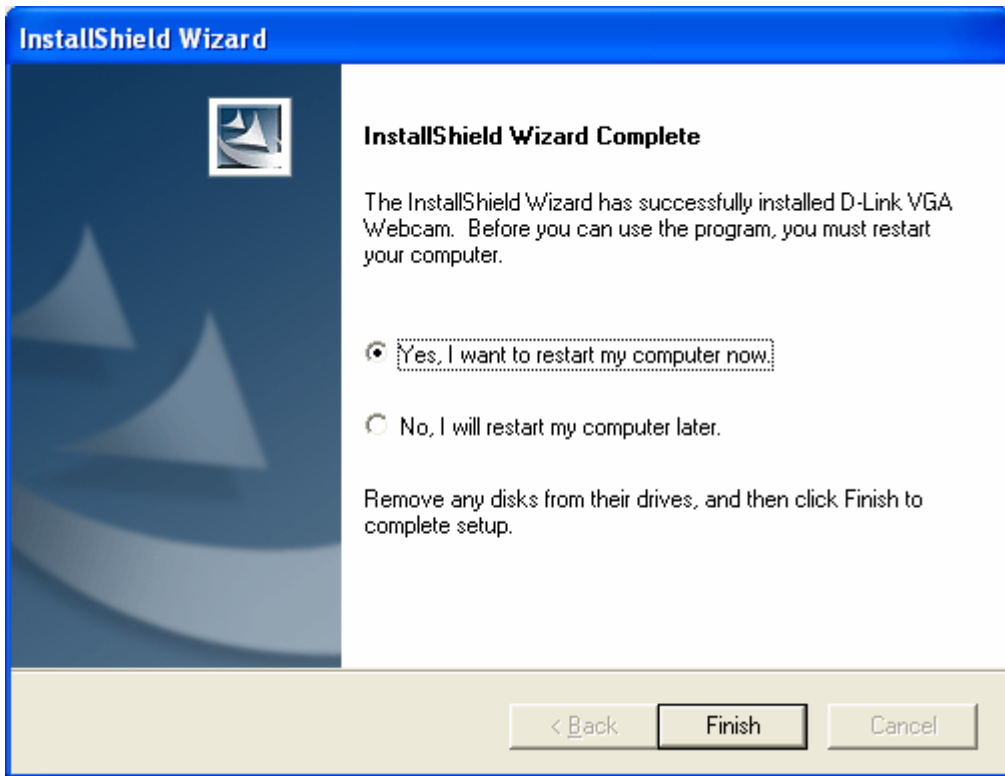 InstallShield Wizard
InstallShield Wizard Complete
The InstallShield Wizard has successfully installed D-Link VGA
Webcam.  Before you can use the program, you must restart
your computer.
Yes, I want to restart my computer now.
No, I will restart my computer later.
Remove any disks from their drives, and then click Finish to
complete setup.
< Back Finish Cancel